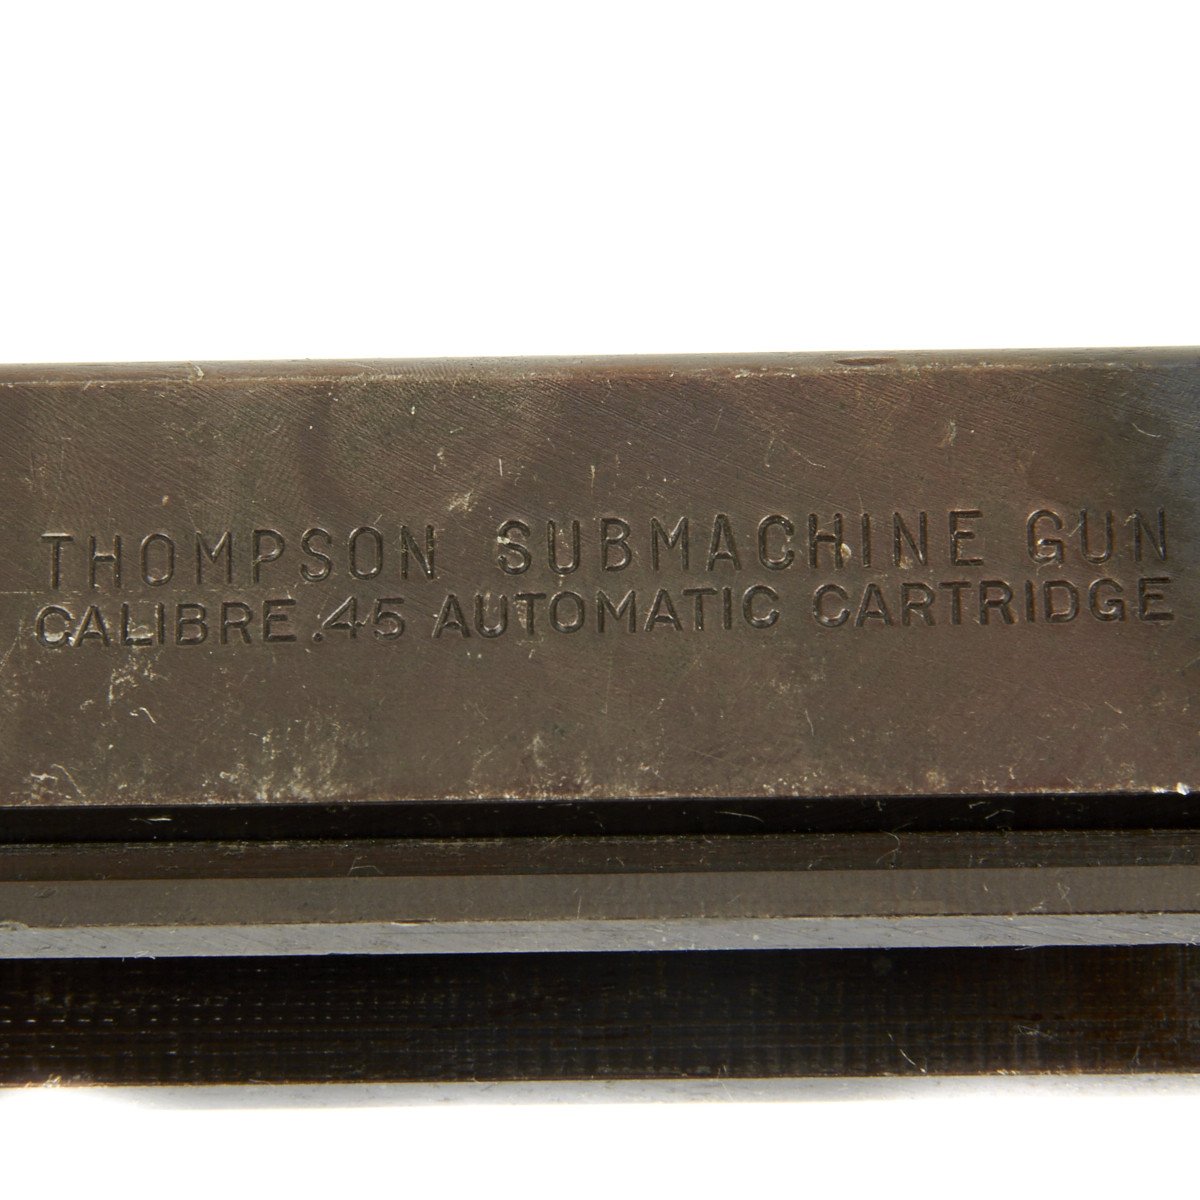 THOMPSON SUBMACHINE GUN
CALIBRE .45 AUTOMATIC CARTRIDGE